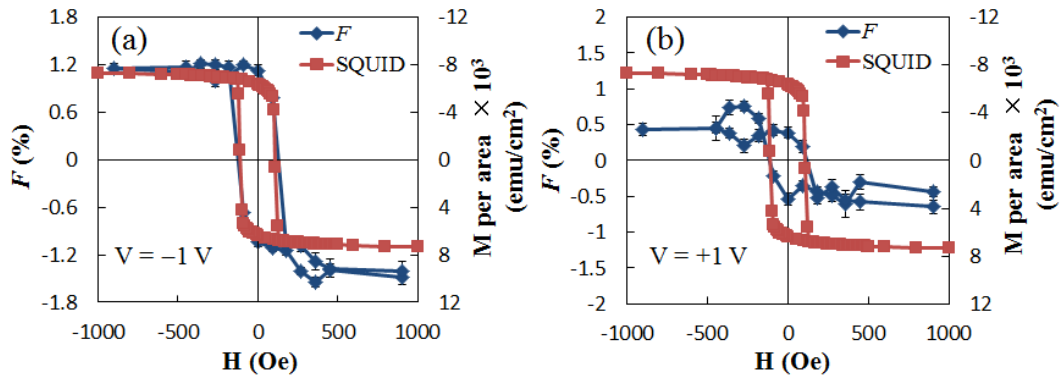 (a)
F
SQUID
V = −1 V
F (%)
1.8
1.2
0.6
0
-0.6
-1.2
-1.8
-12
-8
-4
0
4
8
12
M per area × 10³
(emu/cm²)
-1000 -500 0 500 1000
H (Oe)
(b)
F
SQUID
V = +1 V
F (%)
2
1.5
1
0.5
0
-0.5
-1
-1.5
-2
-12
-8
-4
0
4
8
12
M per area × 10³
(emu/cm²)
-1000 -500 0 500 1000
H (Oe)